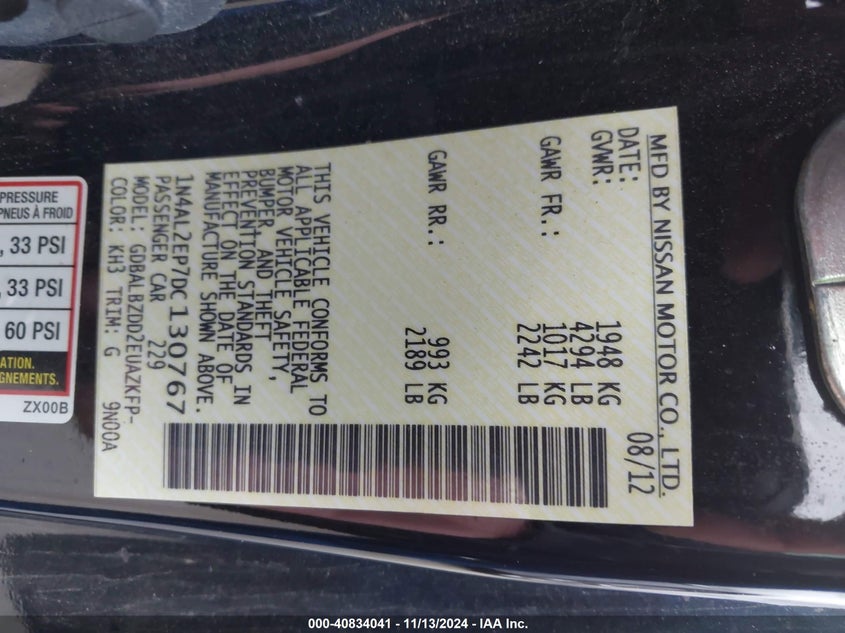 MFD BY NISSAN MOTOR CO., LTD.
DATE: 08/12
GVWR: 1948 KG
4294 LB
GAWR FR.: 1017 KG
2242 LB
GAWR RR.: 993 KG
2189 LB
THIS VEHICLE CONFORMS TO
ALL APPLICABLE FEDERAL
MOTOR VEHICLE SAFETY,
BUMPER, AND THEFT
PREVENTION STANDARDS IN
EFFECT ON THE DATE OF
MANUFACTURE SHOWN ABOVE.
1N4AL2EP7DC130767
PASSENGER CAR 229
MODEL: GDBALBZDD2EUAZKFP-
COLOR: KH3 TRIM: G 9N00A
PRESSURE
PNEUS À FROID
, 33 PSI
, 33 PSI
60 PSI
ATION.
GNEMENTS.
ZX00B
000-40834041 - 11/13/2024 - IAA Inc.